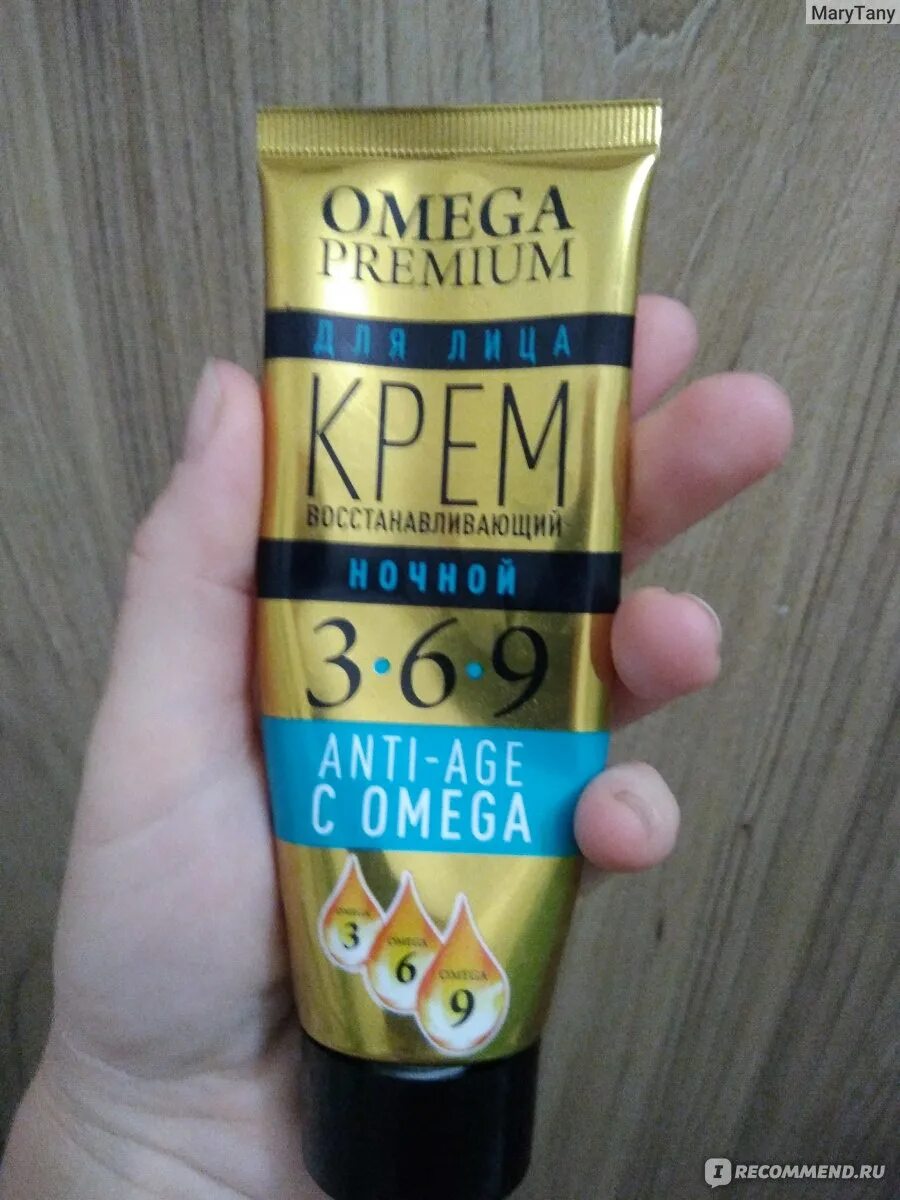 MaryTany
OMEGA
PREMIUM
ДЛЯ ЛИЦА
КРЕМ
ВОССТАНАВЛИВАЮЩИЙ
НОЧНОЙ
3•6•9
ANTI-AGE
С OMEGA
OMEGA
3
OMEGA
6
OMEGA
9
IRECOMMEND.RU